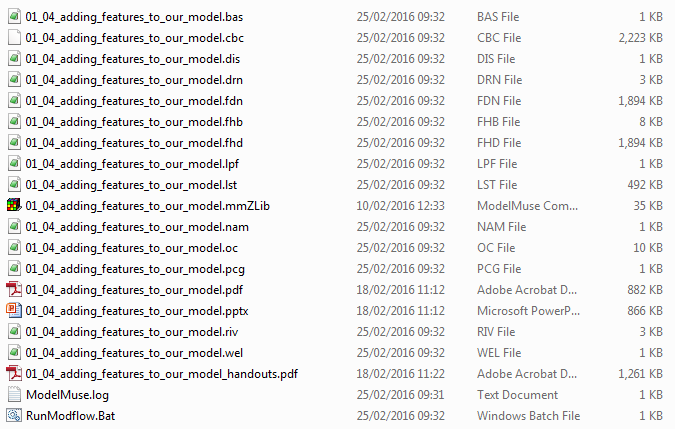 01_04_adding_features_to_our_model.bas 25/02/2016 09:32 BAS File 1 KB
01_04_adding_features_to_our_model.cbc 25/02/2016 09:32 CBC File 2,223 KB
01_04_adding_features_to_our_model.dis 25/02/2016 09:32 DIS File 1 KB
01_04_adding_features_to_our_model.drn 25/02/2016 09:32 DRN File 3 KB
01_04_adding_features_to_our_model.fdn 25/02/2016 09:32 FDN File 1,894 KB
01_04_adding_features_to_our_model.fhb 25/02/2016 09:32 FHB File 8 KB
01_04_adding_features_to_our_model.fhd 25/02/2016 09:32 FHD File 1,894 KB
01_04_adding_features_to_our_model.lpf 25/02/2016 09:32 LPF File 1 KB
01_04_adding_features_to_our_model.lst 25/02/2016 09:32 LST File 492 KB
01_04_adding_features_to_our_model.mmZLib 10/02/2016 12:33 ModelMuse Com... 35 KB
01_04_adding_features_to_our_model.nam 25/02/2016 09:32 NAM File 1 KB
01_04_adding_features_to_our_model.oc 25/02/2016 09:32 OC File 10 KB
01_04_adding_features_to_our_model.pcg 25/02/2016 09:32 PCG File 1 KB
01_04_adding_features_to_our_model.pdf 18/02/2016 11:12 Adobe Acrobat D... 882 KB
01_04_adding_features_to_our_model.pptx 18/02/2016 11:12 Microsoft PowerP... 866 KB
01_04_adding_features_to_our_model.riv 25/02/2016 09:32 RIV File 3 KB
01_04_adding_features_to_our_model.wel 25/02/2016 09:32 WEL File 1 KB
01_04_adding_features_to_our_model_handouts.pdf 18/02/2016 11:22 Adobe Acrobat D... 1,261 KB
ModelMuse.log 25/02/2016 09:31 Text Document 1 KB
RunModflow.Bat 25/02/2016 09:32 Windows Batch File 1 KB